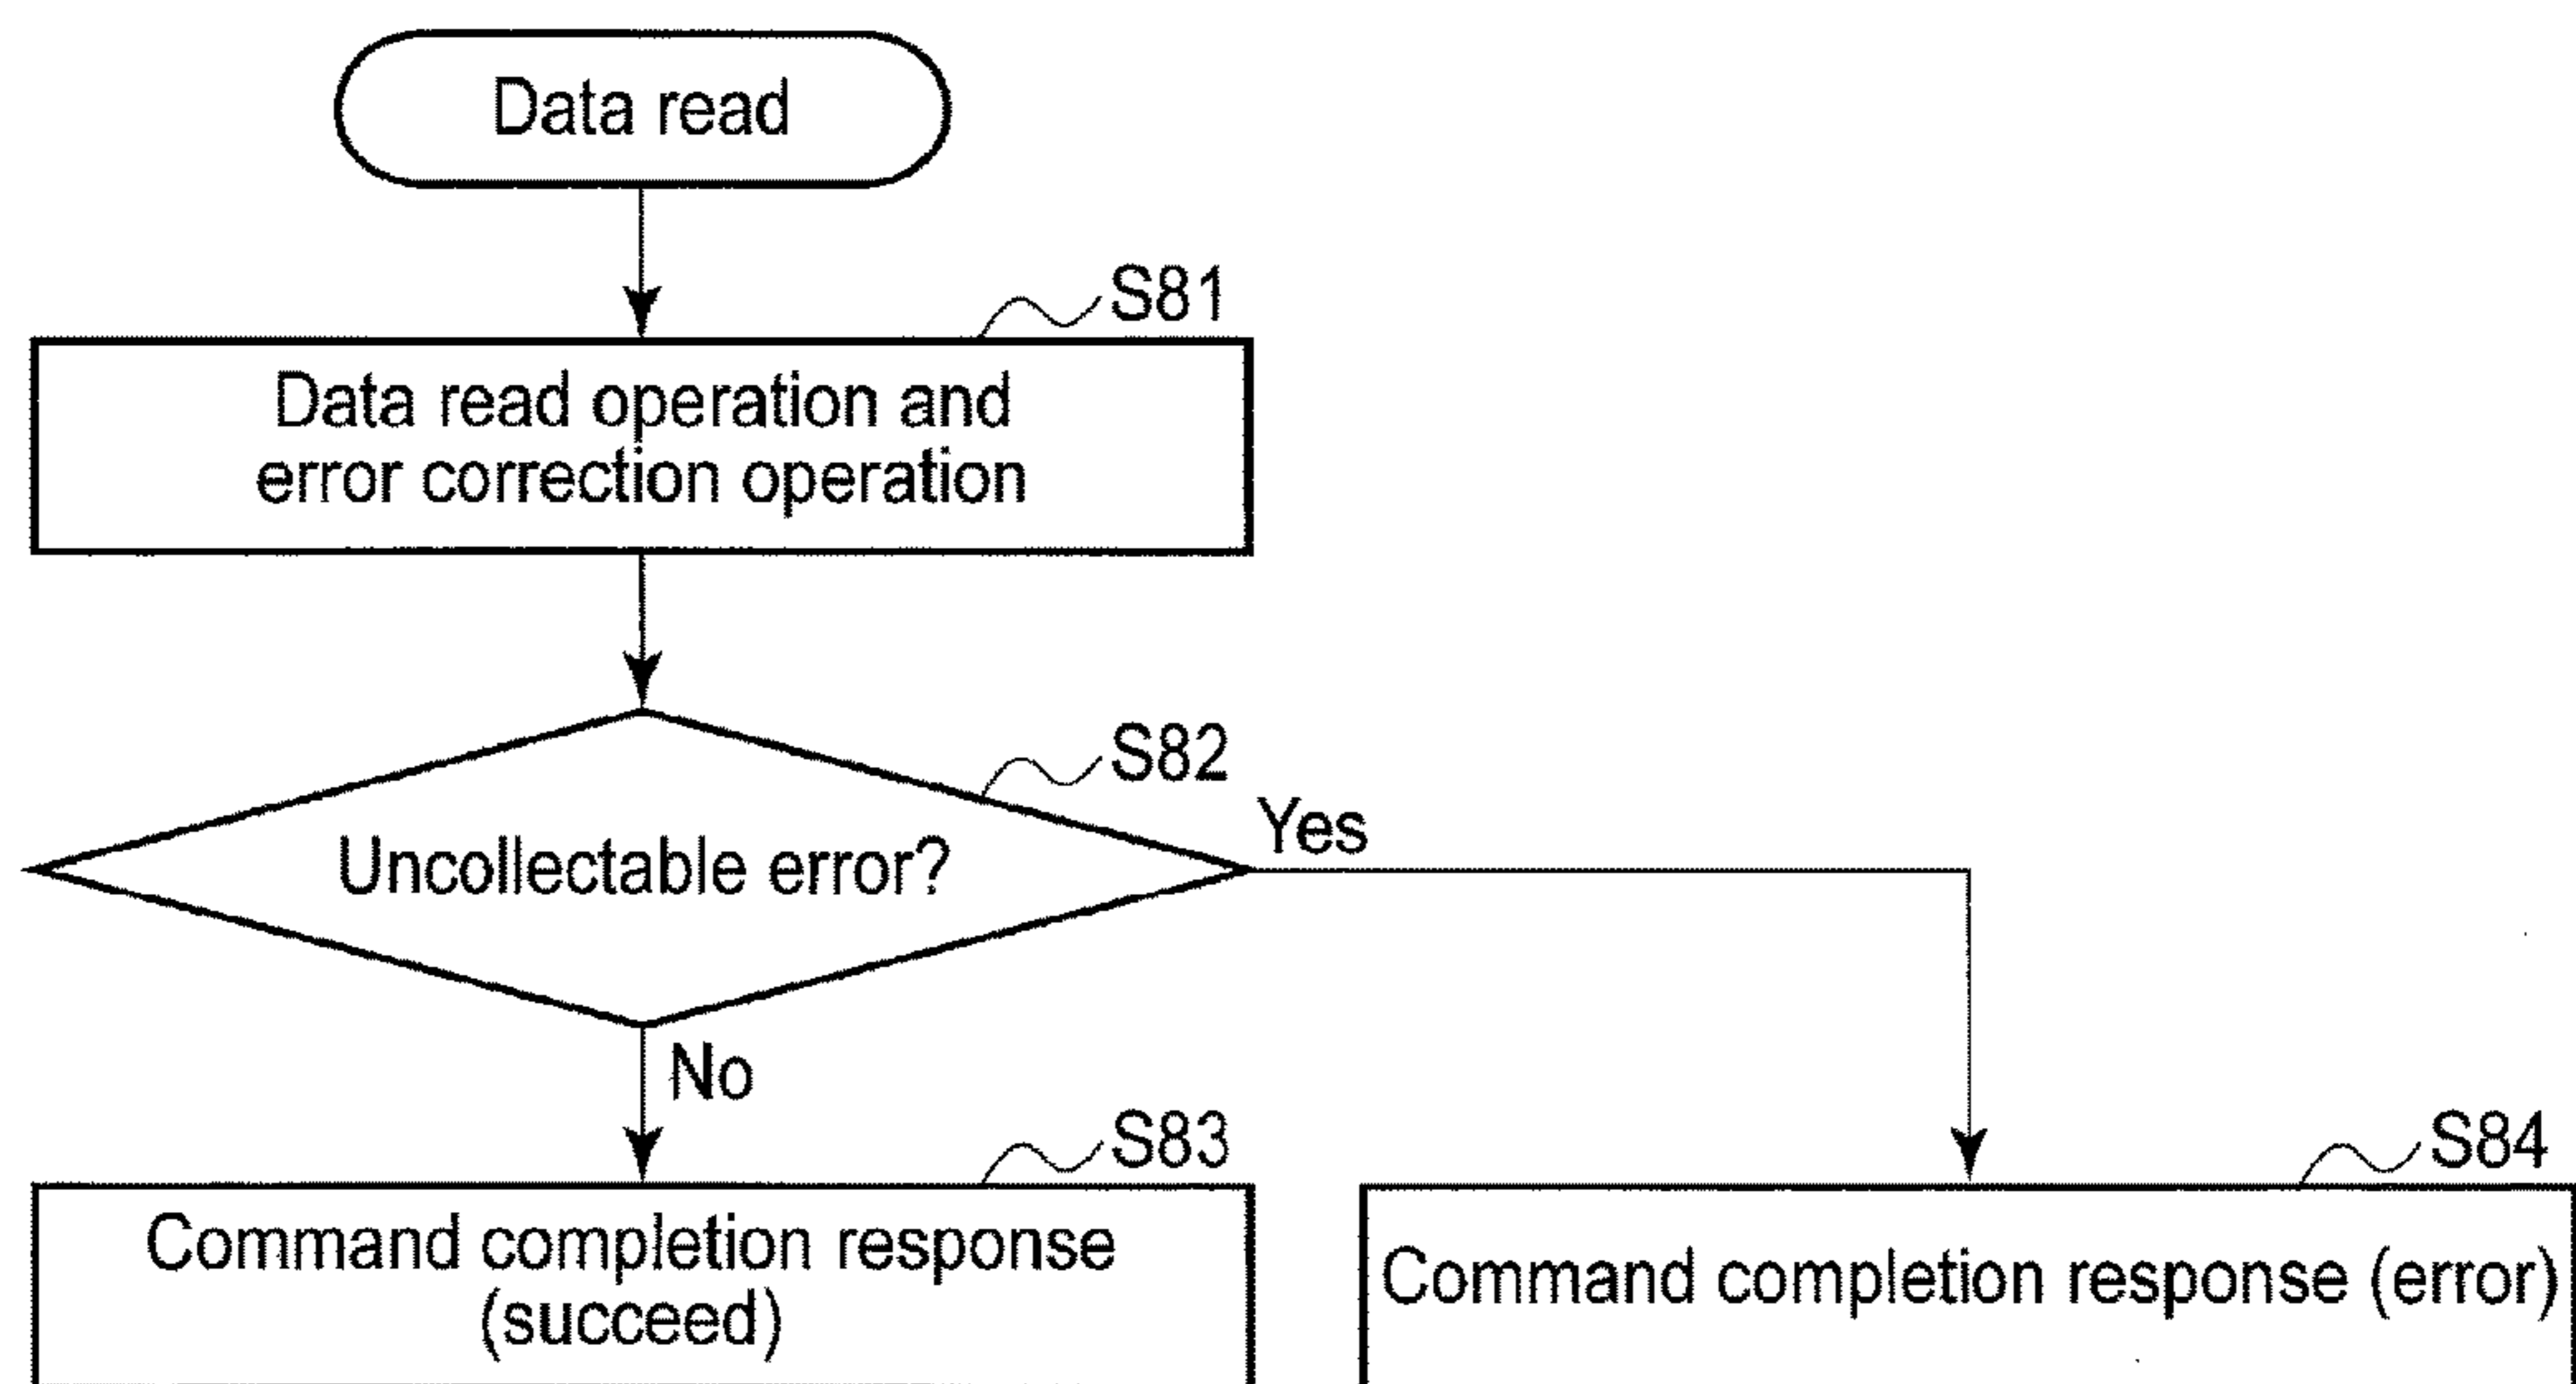 Data read
S81
Data read operation and
error correction operation
S82
Uncollectable error?
Yes
No
S83
Command completion response
(succeed)
S84
Command completion response (error)